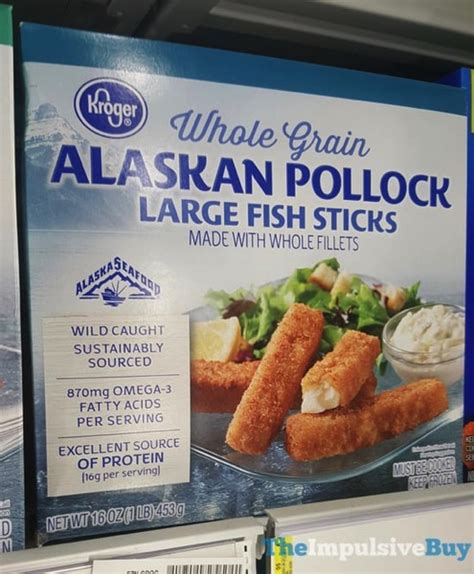 Kroger
Whole Grain
ALASKAN POLLOCK
LARGE FISH STICKS
MADE WITH WHOLE FILLETS
ALASKA SEAFOOD
WILD CAUGHT
SUSTAINABLY
SOURCED
870mg OMEGA-3
FATTY ACIDS
PER SERVING
EXCELLENT SOURCE
OF PROTEIN
(16g per serving)
MUST BE COOKED
KEEP FROZEN
NET WT 16 OZ (1 LB) 453 g
TheImpulsiveBuy